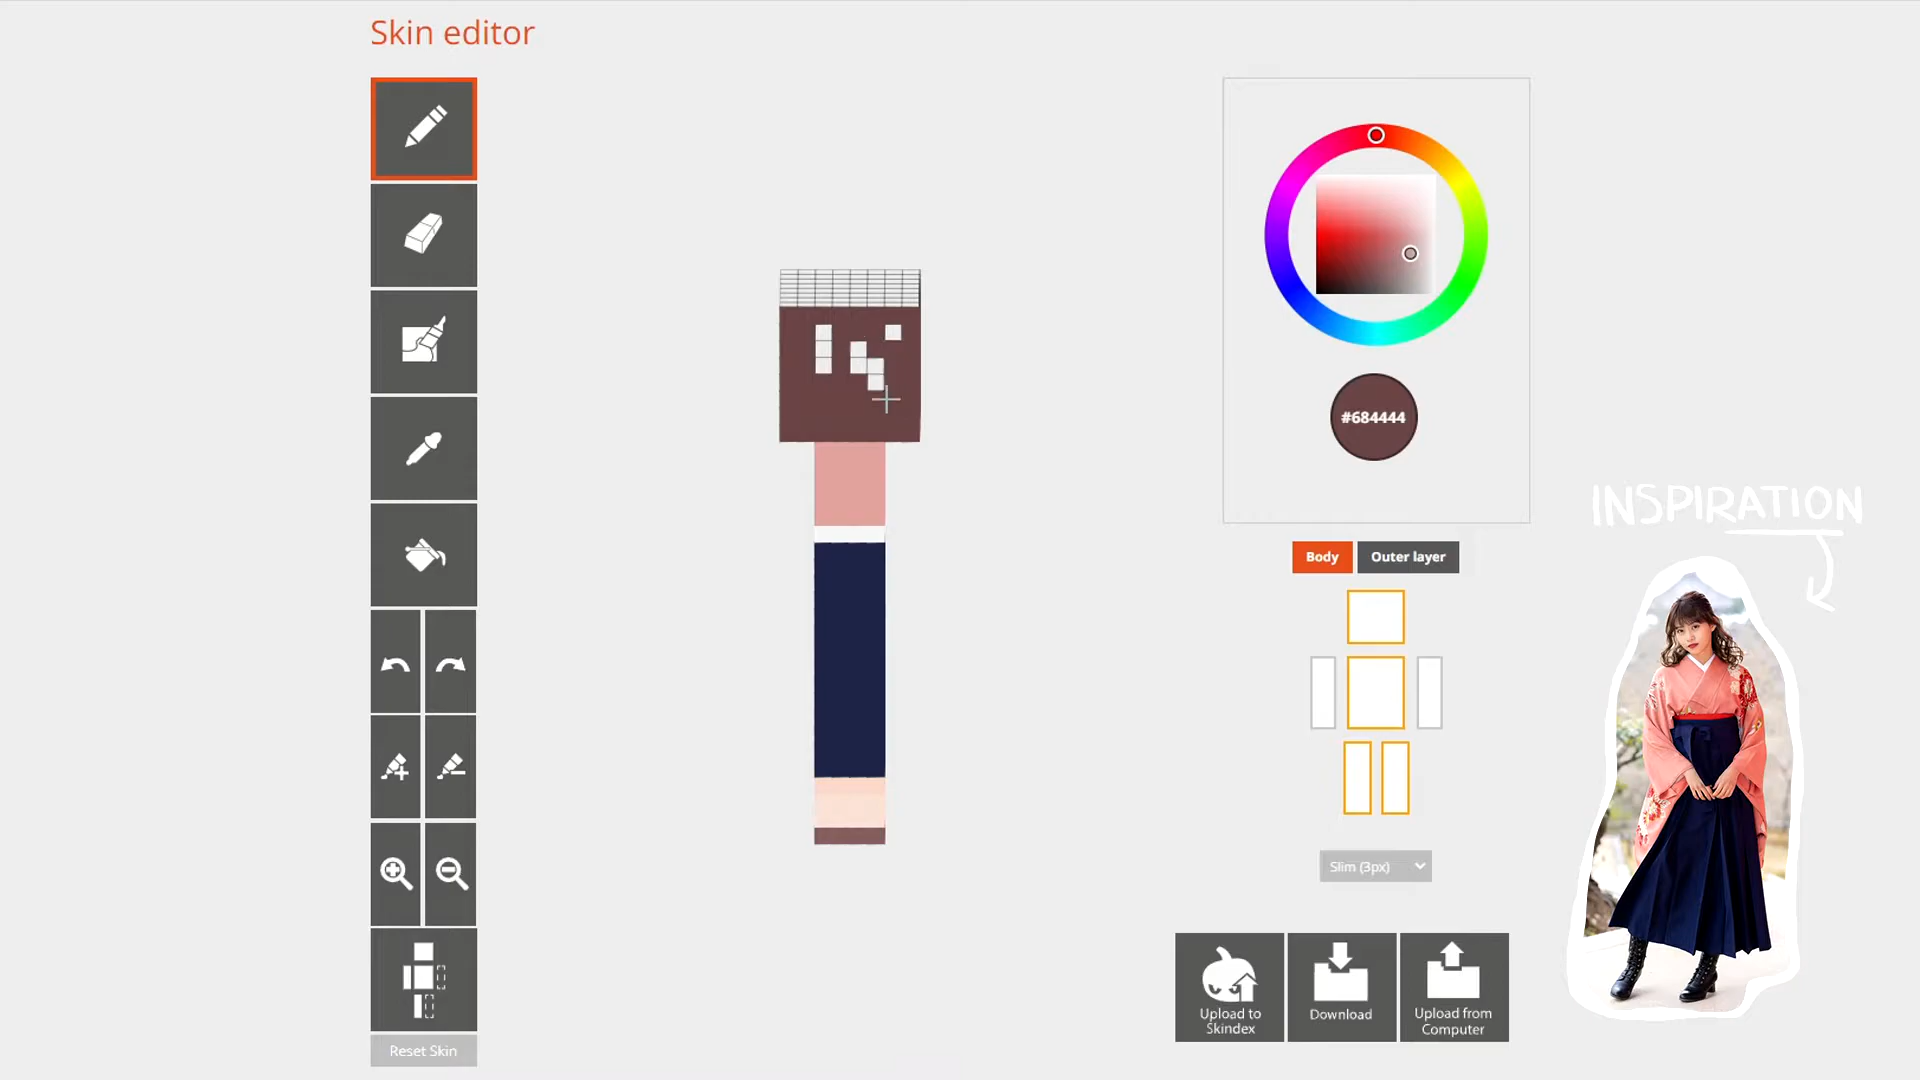 Skin editor
#684444
Body
Outer layer
INSPIRATION
Slim (3px)
Upload to
Skindex
Download
Upload from
Computer
Reset Skin